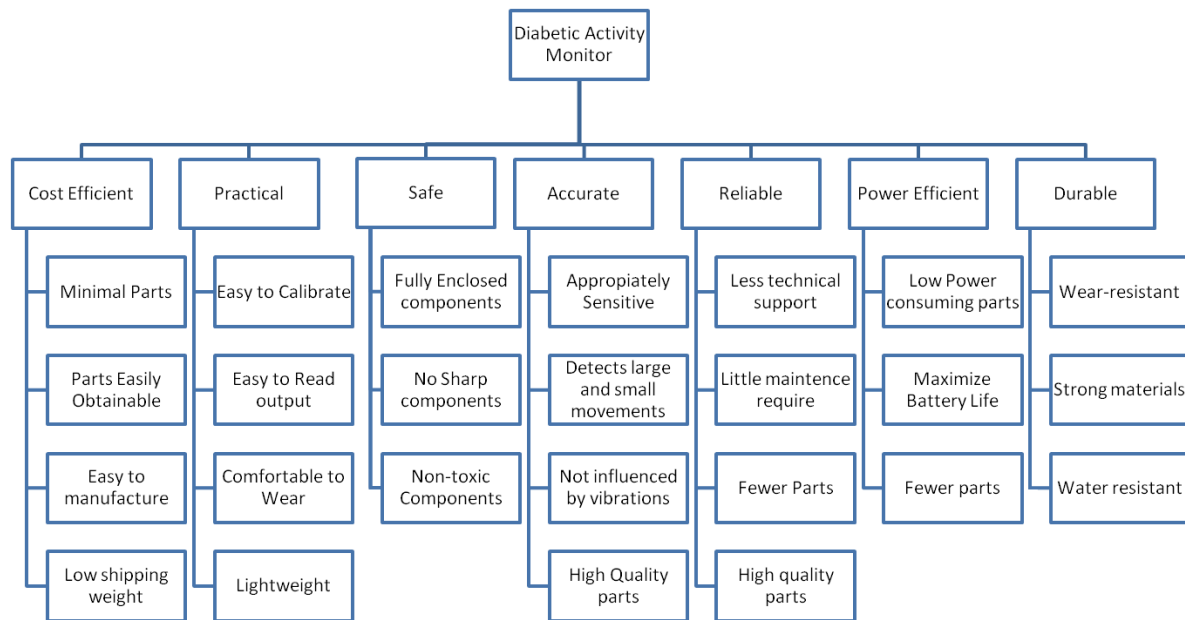 Diabetic Activity
Monitor
Cost Efficient
Practical
Safe
Accurate
Reliable
Power Efficient
Durable
Minimal Parts
Easy to Calibrate
Fully Enclosed
components
Appropiately
Sensitive
Less technical
support
Low Power
consuming parts
Wear-resistant
Parts Easily
Obtainable
Easy to Read
output
No Sharp
components
Detects large
and small
movements
Little maintence
require
Maximize
Battery Life
Strong materials
Easy to
manufacture
Comfortable to
Wear
Non-toxic
Components
Not influenced
by vibrations
Fewer Parts
Fewer parts
Water resistant
Low shipping
weight
Lightweight
High Quality
parts
High quality
parts